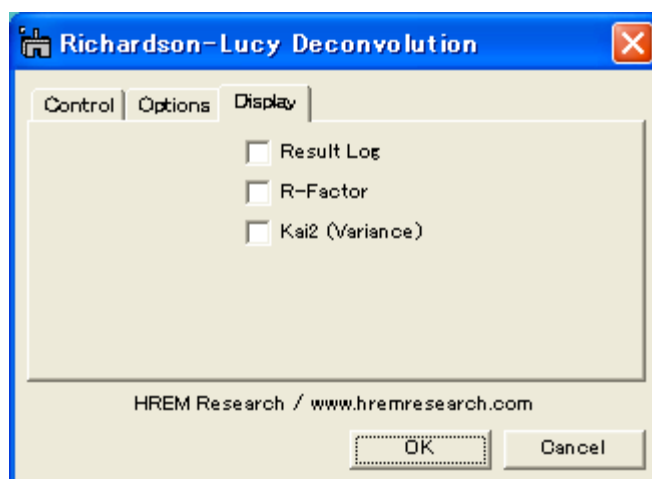 Richardson-Lucy Deconvolution
Control Options Display
Result Log
R-Factor
Kai2 (Variance)
HREM Research / www.hremresearch.com
OK Cancel